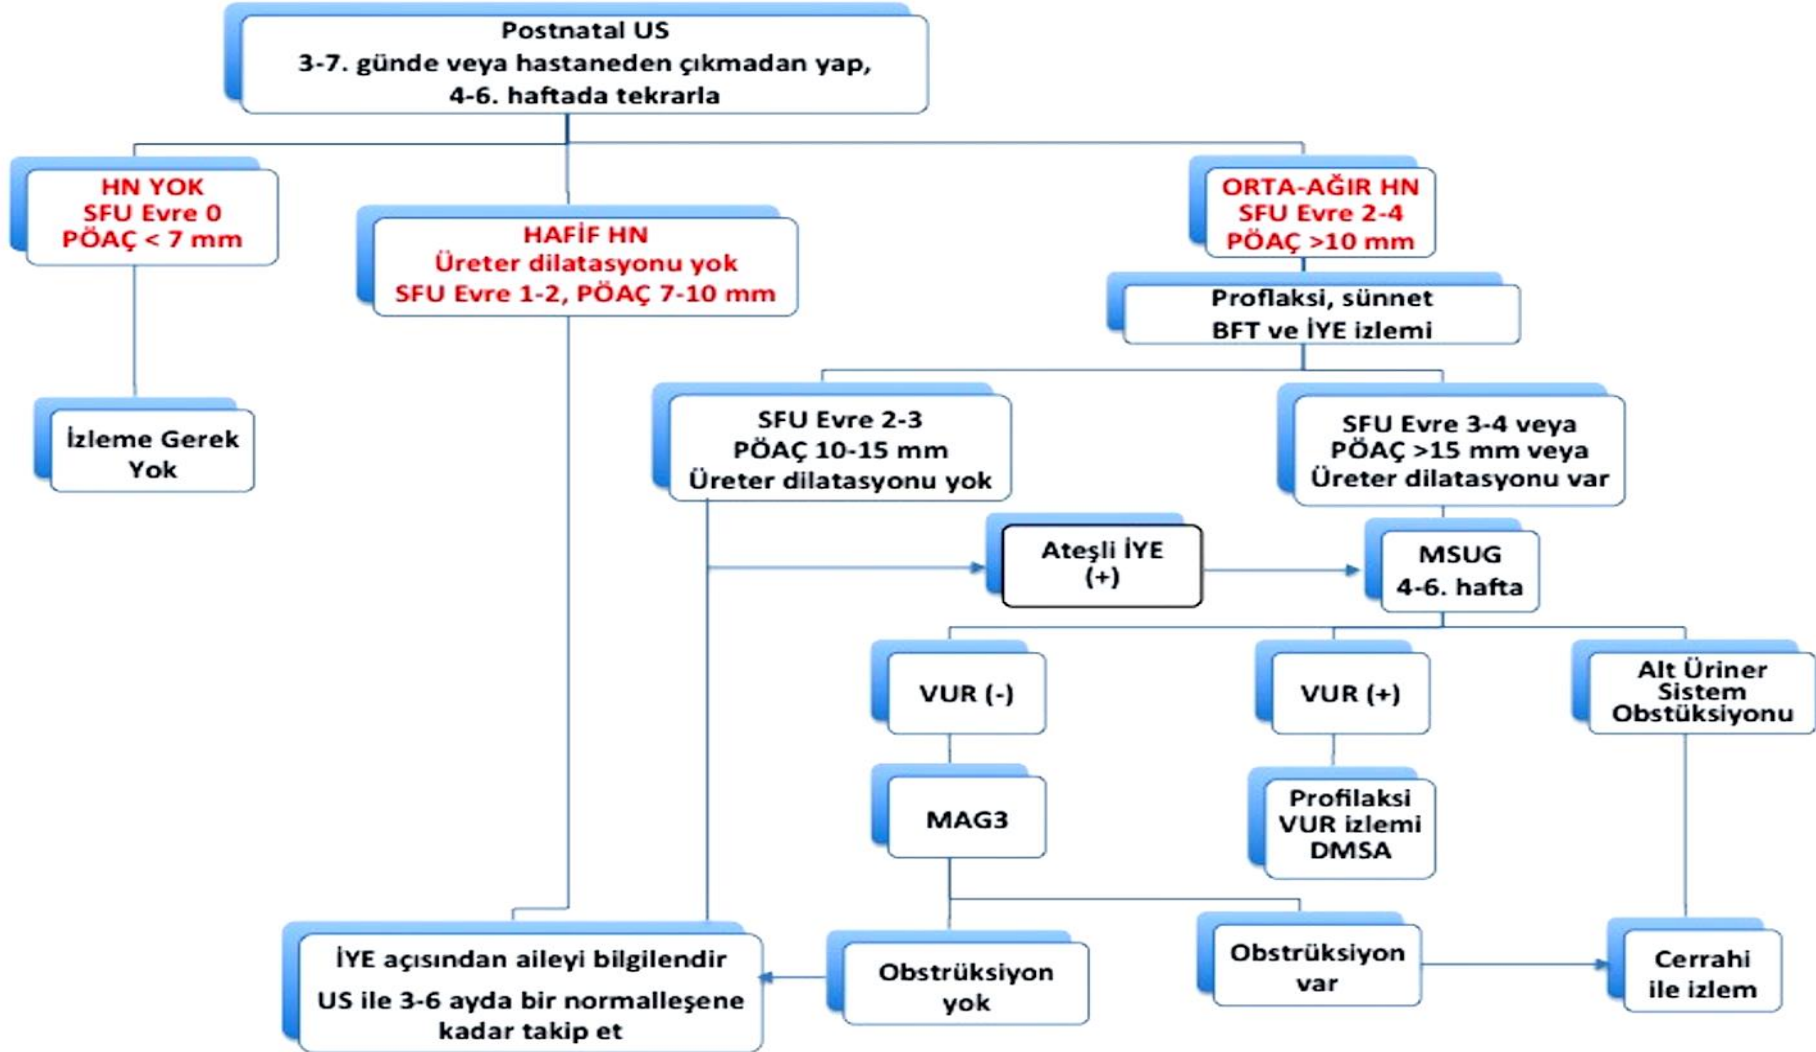 Postnatal US
3-7. günde veya hastaneden çıkmadan yap,
4-6. haftada tekrarla
HN YOK
SFU Evre 0
PÖAÇ < 7 mm
HAFİF HN
Üreter dilatasyonu yok
SFU Evre 1-2, PÖAÇ 7-10 mm
ORTA-AĞIR HN
SFU Evre 2-4
PÖAÇ >10 mm
Proflaksi, sünnet
BFT ve İYE izlemi
İzleme Gerek
Yok
SFU Evre 2-3
PÖAÇ 10-15 mm
Üreter dilatasyonu yok
SFU Evre 3-4 veya
PÖAÇ >15 mm veya
Üreter dilatasyonu var
Ateşli İYE
(+)
MSUG
4-6. hafta
VUR (-)
VUR (+)
Alt Üriner
Sistem
Obstüksiyonu
MAG3
Profilaksi
VUR izlemi
DMSA
İYE açısından aileyi bilgilendir
US ile 3-6 ayda bir normalleşene
kadar takip et
Obstrüksiyon
yok
Obstrüksiyon
var
Cerrahi
ile izlem